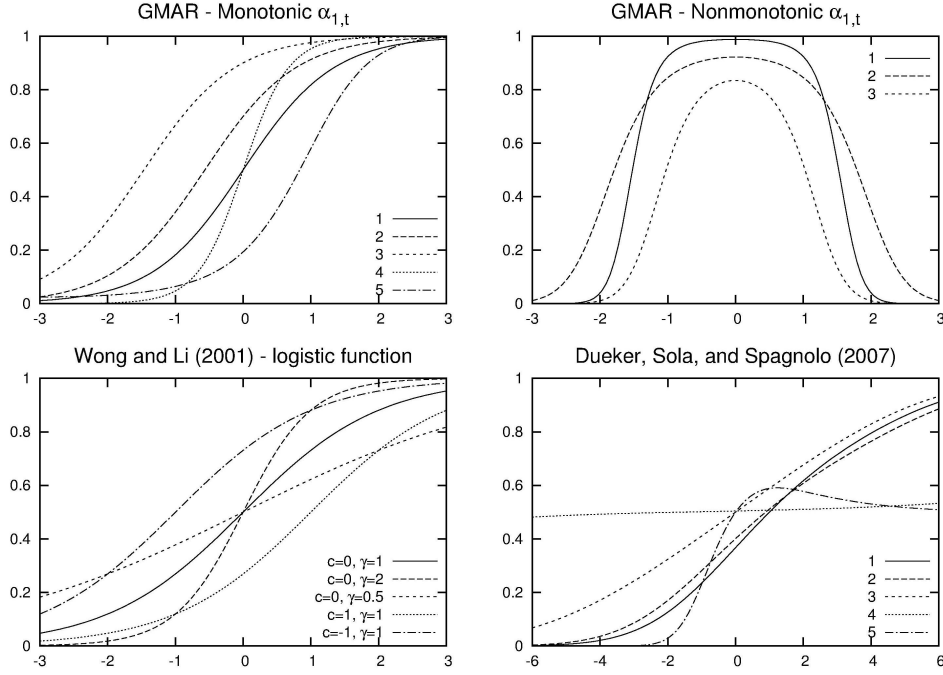 GMAR - Monotonic α1,t
1
0.8
0.6
0.4
0.2
0
-3 -2 -1 0 1 2 3
1
2
3
4
5
GMAR - Nonmonotonic α1,t
1
0.8
0.6
0.4
0.2
0
-3 -2 -1 0 1 2 3
1
2
3
Wong and Li (2001) - logistic function
1
0.8
0.6
0.4
0.2
0
-3 -2 -1 0 1 2 3
c=0, γ=1
c=0, γ=2
c=0, γ=0.5
c=1, γ=1
c=-1, γ=1
Dueker, Sola, and Spagnolo (2007)
1
0.8
0.6
0.4
0.2
0
-6 -4 -2 0 2 4 6
1
2
3
4
5